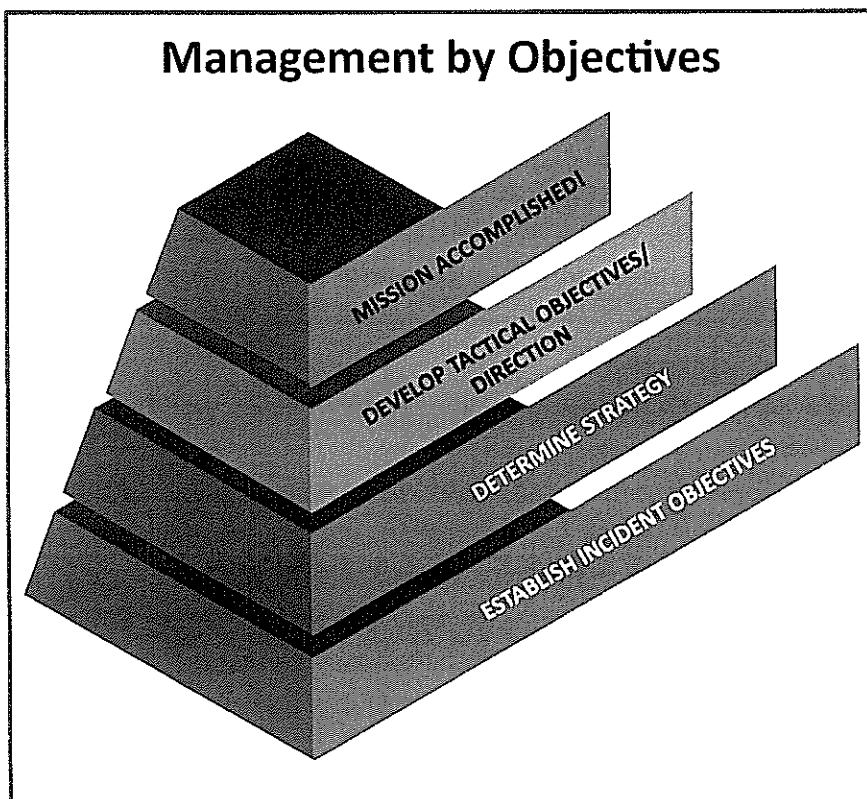 Management by Objectives
MISSION ACCOMPLISHED!
DEVELOP TACTICAL OBJECTIVES/
DIRECTION
DETERMINE STRATEGY
ESTABLISH INCIDENT OBJECTIVES